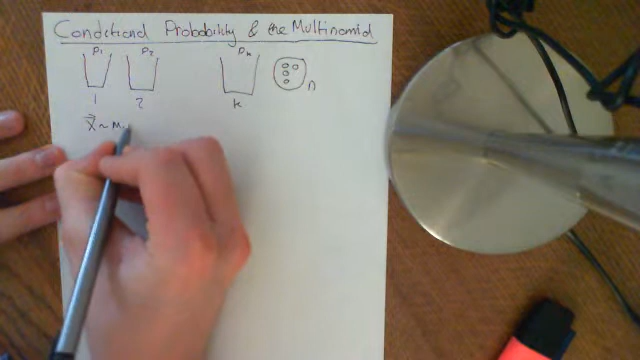 Conditional Probability & the Multinomial
P1 P2 Pk
1 2 k n
X⃗ ~ M